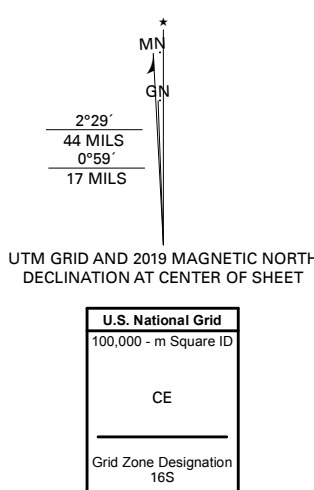 MN
GN
2°29´
44 MILS
0°59´
17 MILS
UTM GRID AND 2019 MAGNETIC NORTH
DECLINATION AT CENTER OF SHEET
U.S. National Grid
100,000 - m Square ID
CE
Grid Zone Designation
16S